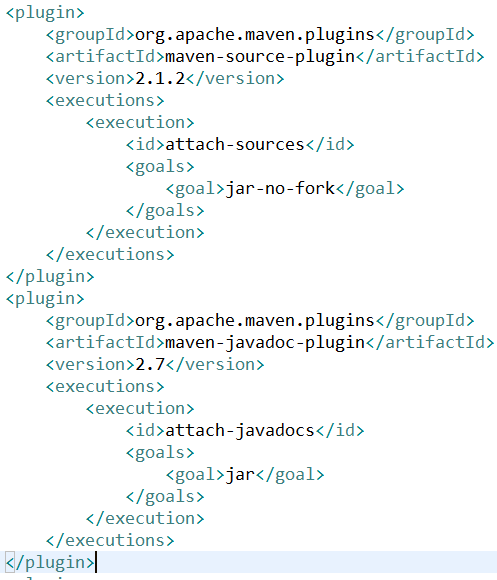 <plugin>
<groupId>org.apache.maven.plugins</groupId>
<artifactId>maven-source-plugin</artifactId>
<version>2.1.2</version>
<executions>
<execution>
<id>attach-sources</id>
<goals>
<goal>jar-no-fork</goal>
</goals>
</execution>
</executions>
</plugin>
<plugin>
<groupId>org.apache.maven.plugins</groupId>
<artifactId>maven-javadoc-plugin</artifactId>
<version>2.7</version>
<executions>
<execution>
<id>attach-javadocs</id>
<goals>
<goal>jar</goal>
</goals>
</execution>
</executions>
</plugin>